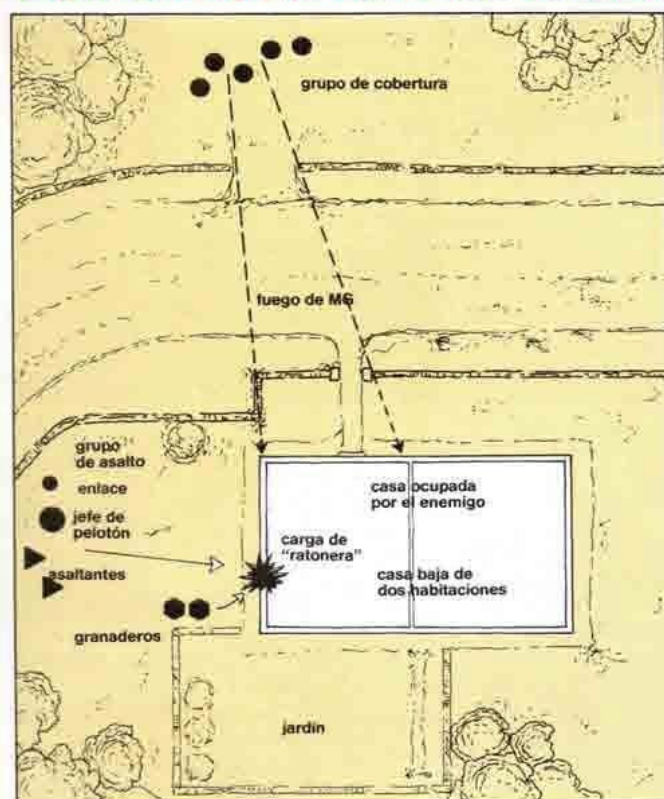 grupo de cobertura
fuego de MG
grupo
de asalto
enlace
jefe de
pelotón
asaltantes
granaderos
casa ocupada
por el enemigo
carga de
"ratonera"
casa baja de
dos habitaciones
jardín